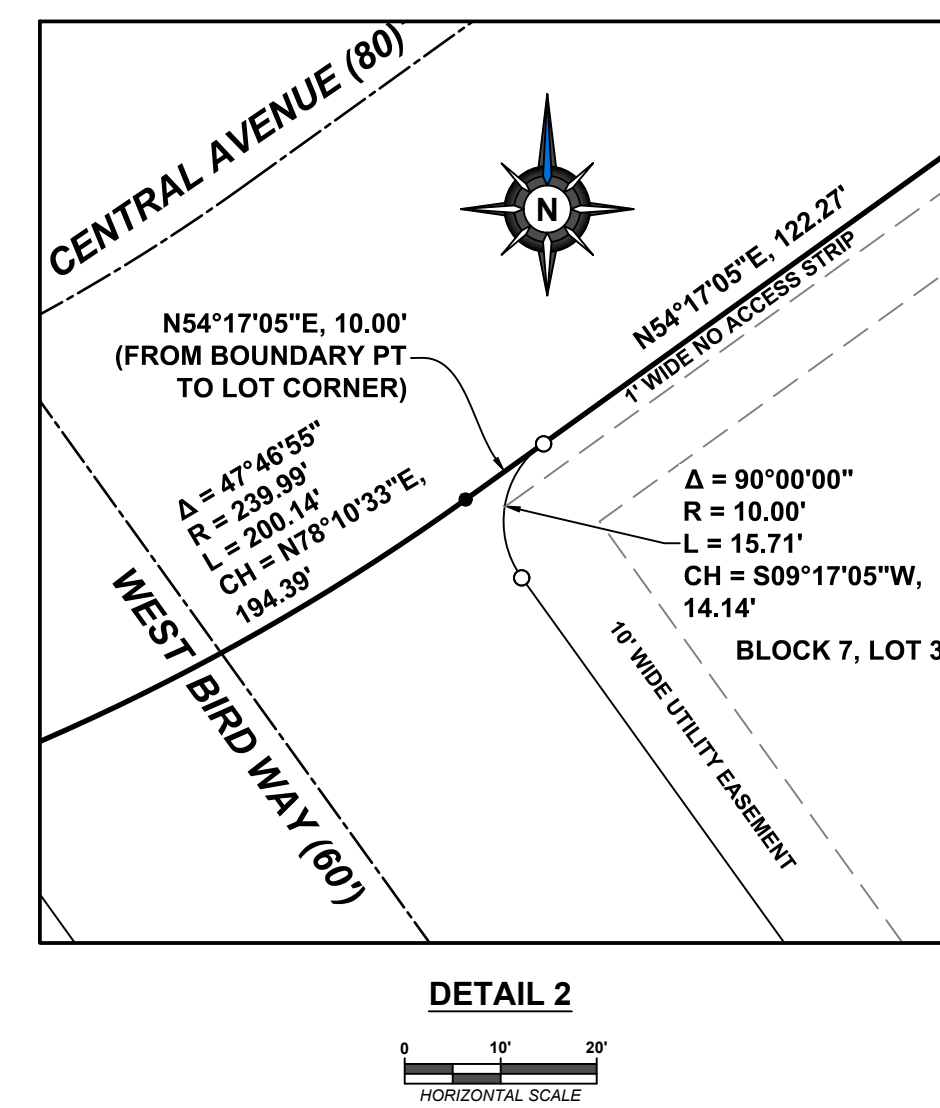 CENTRAL AVENUE (80)'
N
N54°17'05"E, 122.27'
1' WIDE NO ACCESS STRIP
N54°17'05"E, 10.00'
(FROM BOUNDARY PT
TO LOT CORNER)
Δ = 47°46'55"
R = 239.99'
L = 200.14'
CH = N78°10'33"E,
194.39'
Δ = 90°00'00"
R = 10.00'
L = 15.71'
CH = S09°17'05"W,
14.14'
BLOCK 7, LOT 3
WEST BIRD WAY (60')
10' WIDE UTILITY EASEMENT
DETAIL 2
0 10' 20'
HORIZONTAL SCALE